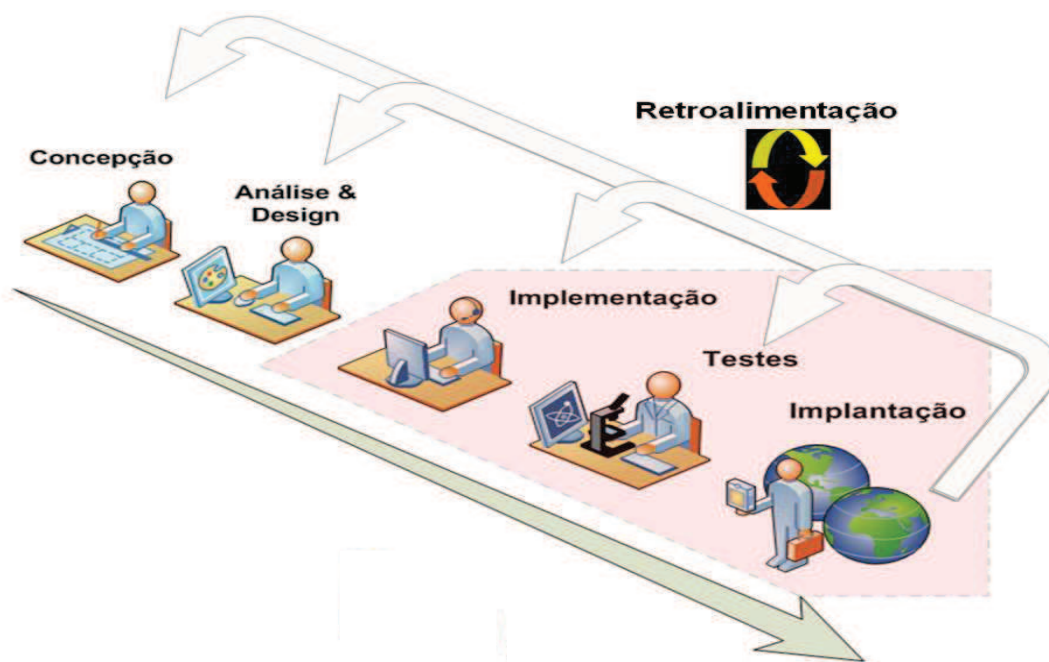 Retroalimentação
Concepção
Análise &
Design
Implementação
Testes
Implantação